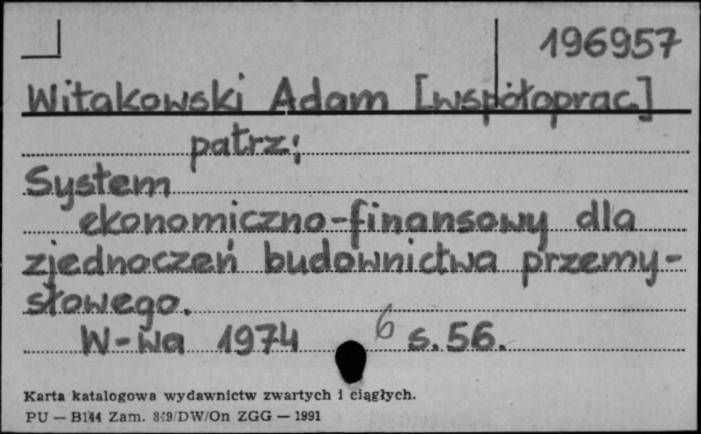 196957
Witakowski Adam [współoprac.]
patrz:
System
ekonomiczno-finansowy dla
zjednoczeń budownictwa przemy-
słowego.
W-wa 1974 6 s. 56.
Karta katalogowa wydawnictw zwartych i ciągłych.
PU — B144 Zam. 849/DW/On ZGG — 1991